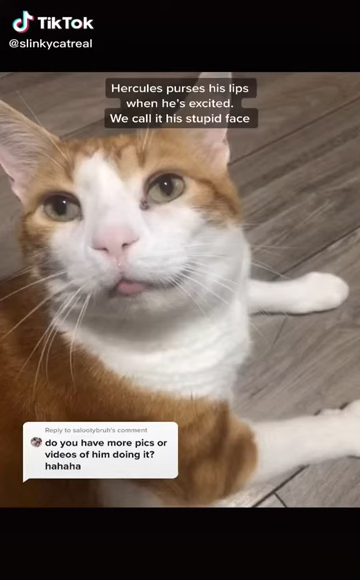 TikTok
@slinkycatreal
Hercules purses his lips
when he's excited.
We call it his stupid face
Reply to salootybruh's comment
do you have more pics or
videos of him doing it?
hahaha